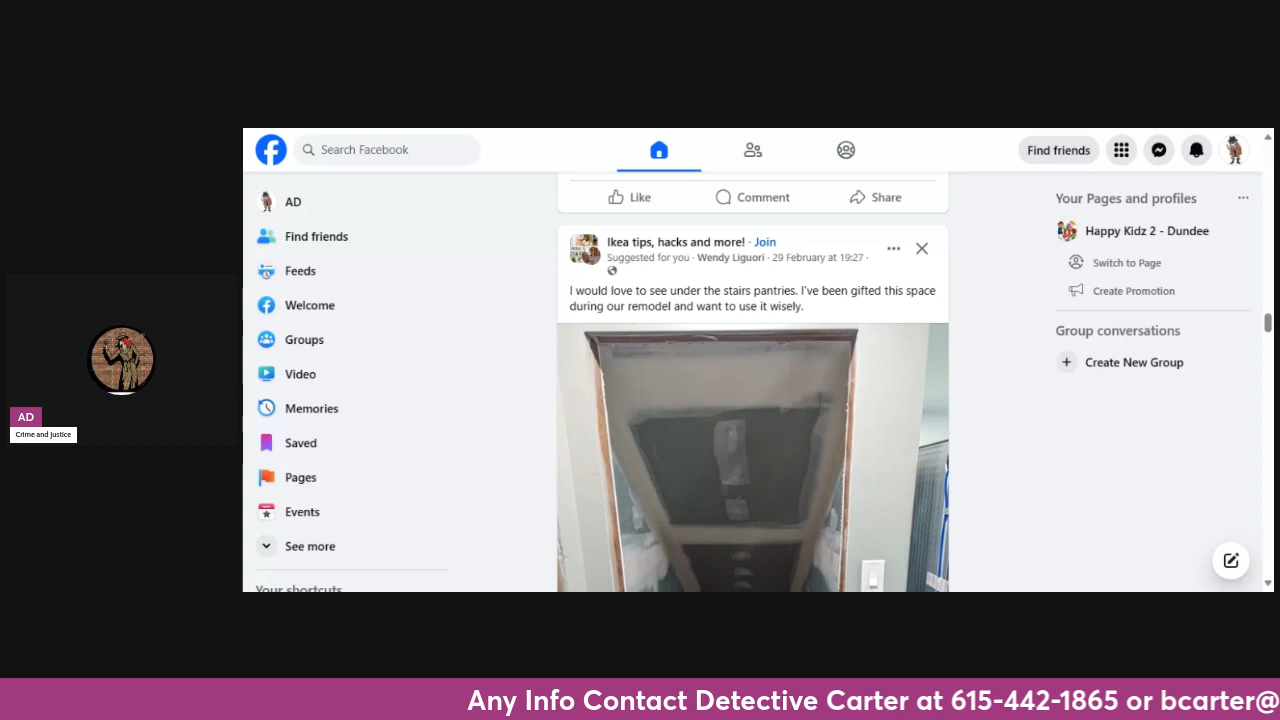 Search Facebook
Find friends
AD
Find friends
Feeds
Welcome
Groups
Video
Memories
Saved
Pages
Events
See more
Your shortcuts
Like
Comment
Share
Ikea tips, hacks and more! · Join
Suggested for you · Wendy Liguori · 29 February at 19:27 ·
I would love to see under the stairs pantries. I've been gifted this space
during our remodel and want to use it wisely.
Your Pages and profiles
Happy Kidz 2 - Dundee
Switch to Page
Create Promotion
Group conversations
Create New Group
AD
Crime and Justice
Any Info Contact Detective Carter at 615-442-1865 or bcarter@